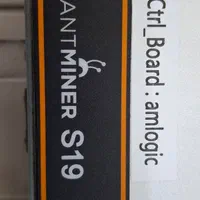 ANTMINER S19
Ctrl_Board : amlogic